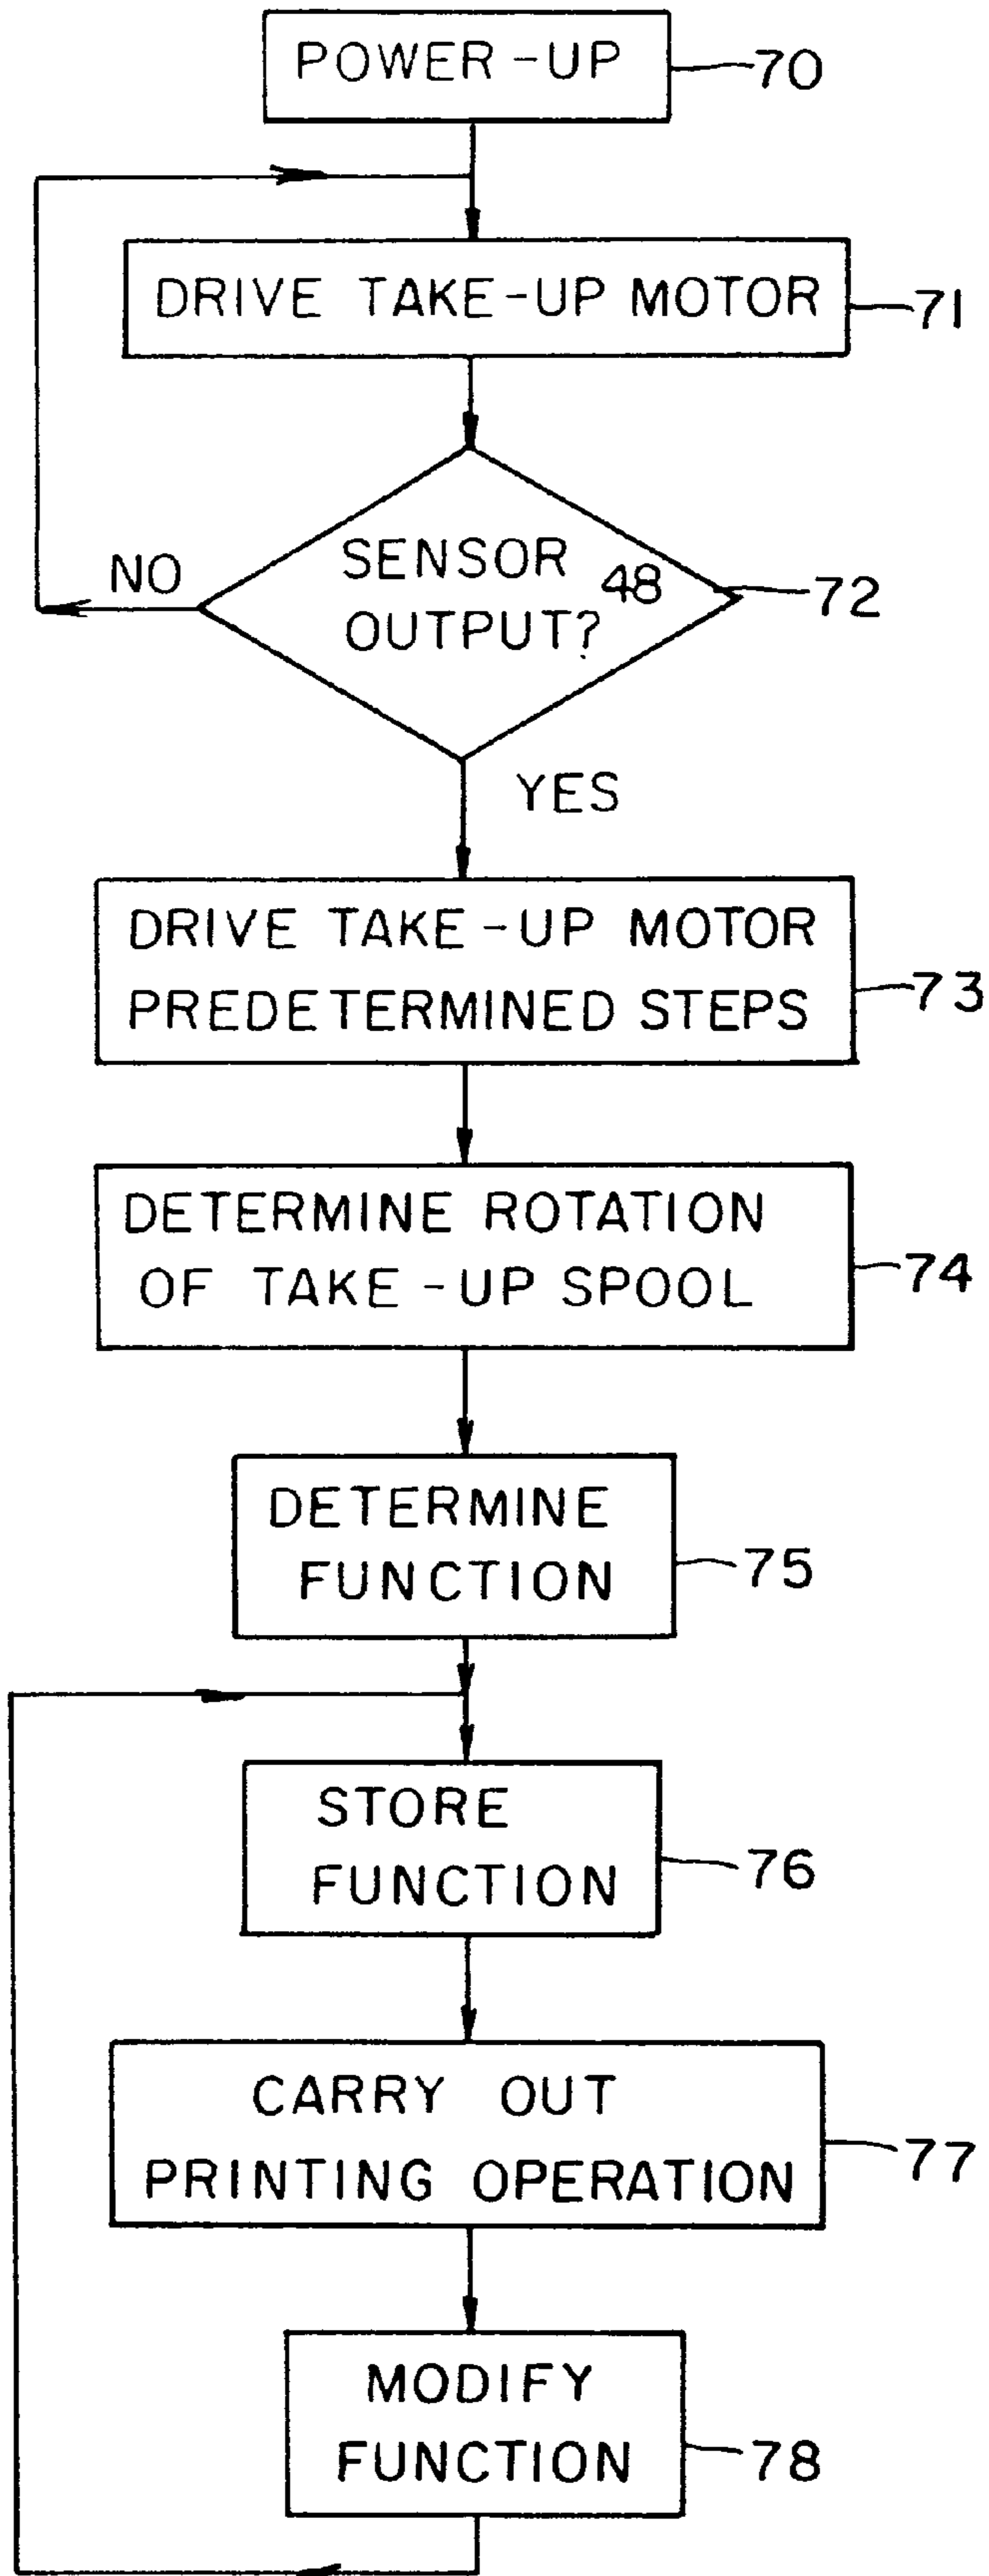 POWER-UP
70
DRIVE TAKE-UP MOTOR
71
SENSOR 48
OUTPUT?
72
NO
YES
DRIVE TAKE-UP MOTOR
PREDETERMINED STEPS
73
DETERMINE ROTATION
OF TAKE-UP SPOOL
74
DETERMINE
FUNCTION
75
STORE
FUNCTION
76
CARRY OUT
PRINTING OPERATION
77
MODIFY
FUNCTION
78